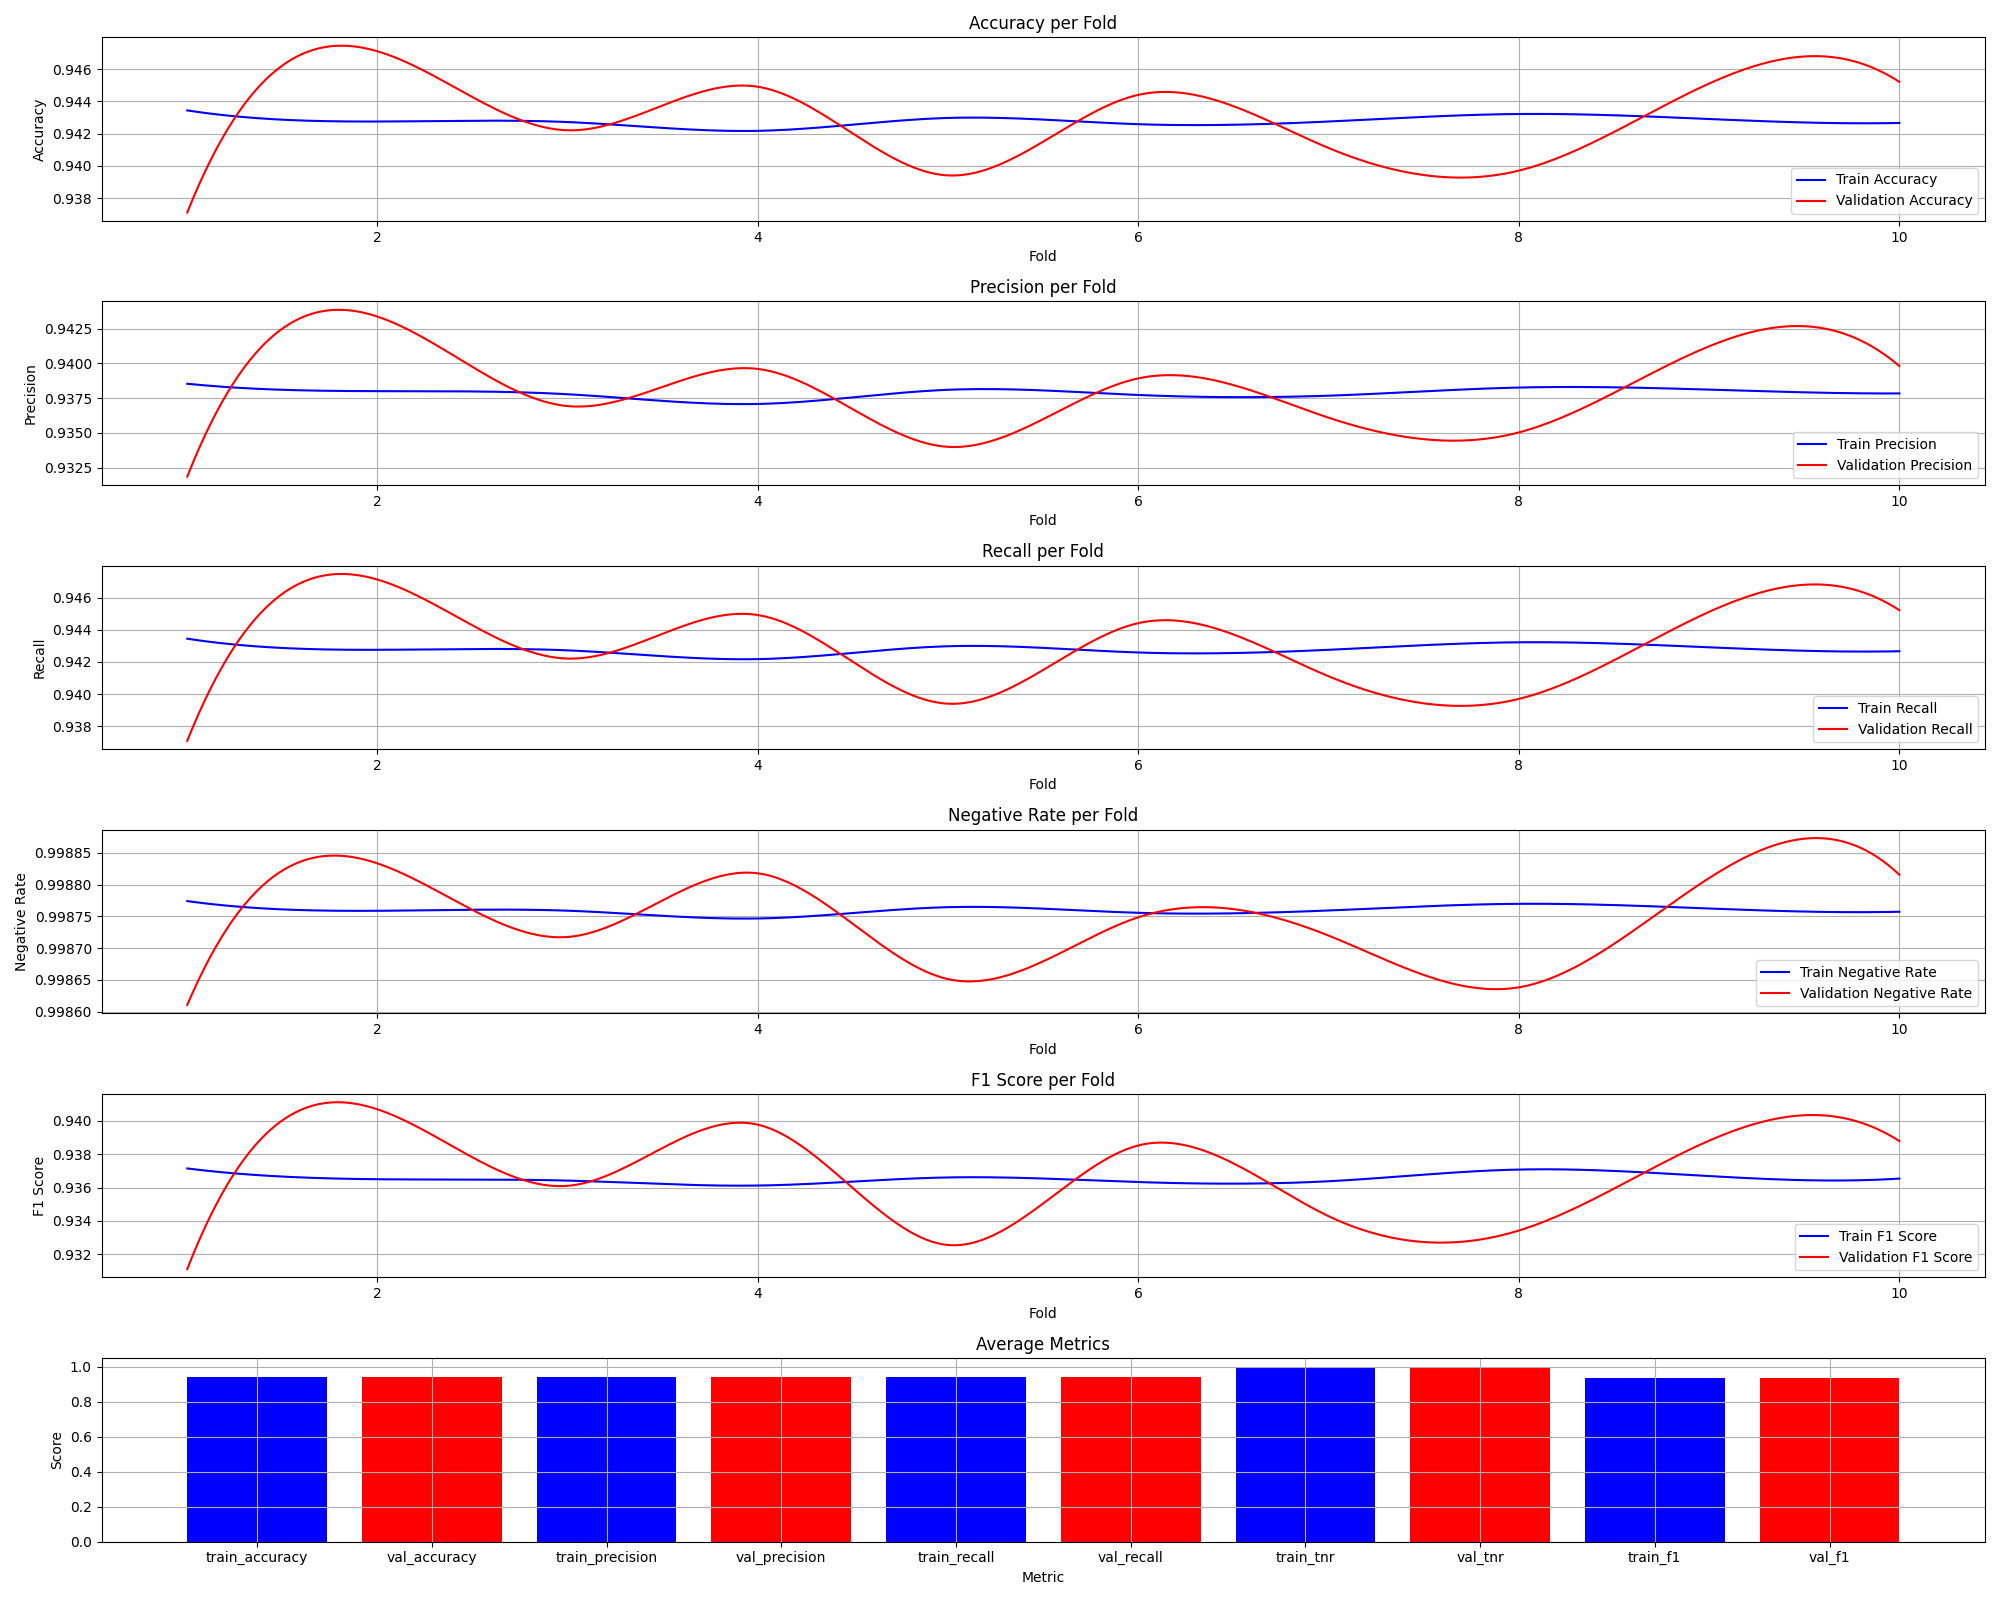 Accuracy per Fold
Accuracy
0.946
0.944
0.942
0.940
0.938
Train Accuracy
Validation Accuracy
2 4 6 8 10
Fold
Precision per Fold
Precision
0.9425
0.9400
0.9375
0.9350
0.9325
Train Precision
Validation Precision
2 4 6 8 10
Fold
Recall per Fold
Recall
0.946
0.944
0.942
0.940
0.938
Train Recall
Validation Recall
2 4 6 8 10
Fold
Negative Rate per Fold
Negative Rate
0.99885
0.99880
0.99875
0.99870
0.99865
0.99860
Train Negative Rate
Validation Negative Rate
2 4 6 8 10
Fold
F1 Score per Fold
F1 Score
0.940
0.938
0.936
0.934
0.932
Train F1 Score
Validation F1 Score
2 4 6 8 10
Fold
Average Metrics
Score
1.0
0.8
0.6
0.4
0.2
0.0
train_accuracy val_accuracy train_precision val_precision train_recall val_recall train_tnr val_tnr train_f1 val_f1
Metric